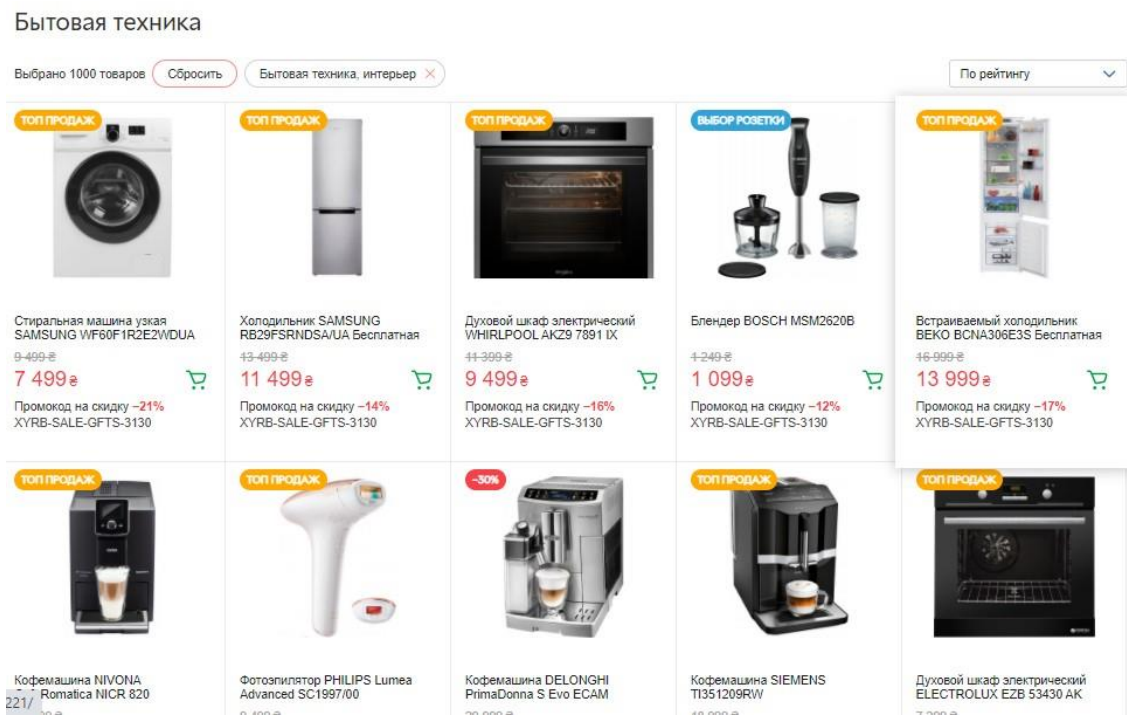 Бытовая техника
Выбрано 1000 товаров Сбросить Бытовая техника, интерьер × По рейтингу
ТОП ПРОДАЖ
Стиральная машина узкая
SAMSUNG WF60F1R2E2WDUA
9 499 ₴
7 499 ₴
Промокод на скидку –21%
XYRB-SALE-GFTS-3130
ТОП ПРОДАЖ
Холодильник SAMSUNG
RB29FSRNDSA/UA Бесплатная
13 499 ₴
11 499 ₴
Промокод на скидку –14%
XYRB-SALE-GFTS-3130
ТОП ПРОДАЖ
Духовой шкаф электрический
WHIRLPOOL AKZ9 7891 IX
11 399 ₴
9 499 ₴
Промокод на скидку –16%
XYRB-SALE-GFTS-3130
ВЫБОР РОЗЕТКИ
Блендер BOSCH MSM2620B
1 249 ₴
1 099 ₴
Промокод на скидку –12%
XYRB-SALE-GFTS-3130
ТОП ПРОДАЖ
Встраиваемый холодильник
BEKO BCNA306E3S Бесплатная
16 999 ₴
13 999 ₴
Промокод на скидку –17%
XYRB-SALE-GFTS-3130
ТОП ПРОДАЖ
Кофемашина NIVONA
Romatica NICR 820
221/
ТОП ПРОДАЖ
Фотоэпилятор PHILIPS Lumea
Advanced SC1997/00
–30%
Кофемашина DELONGHI
PrimaDonna S Evo ECAM
ТОП ПРОДАЖ
Кофемашина SIEMENS
TI351209RW
ТОП ПРОДАЖ
Духовой шкаф электрический
ELECTROLUX EZB 53430 AK